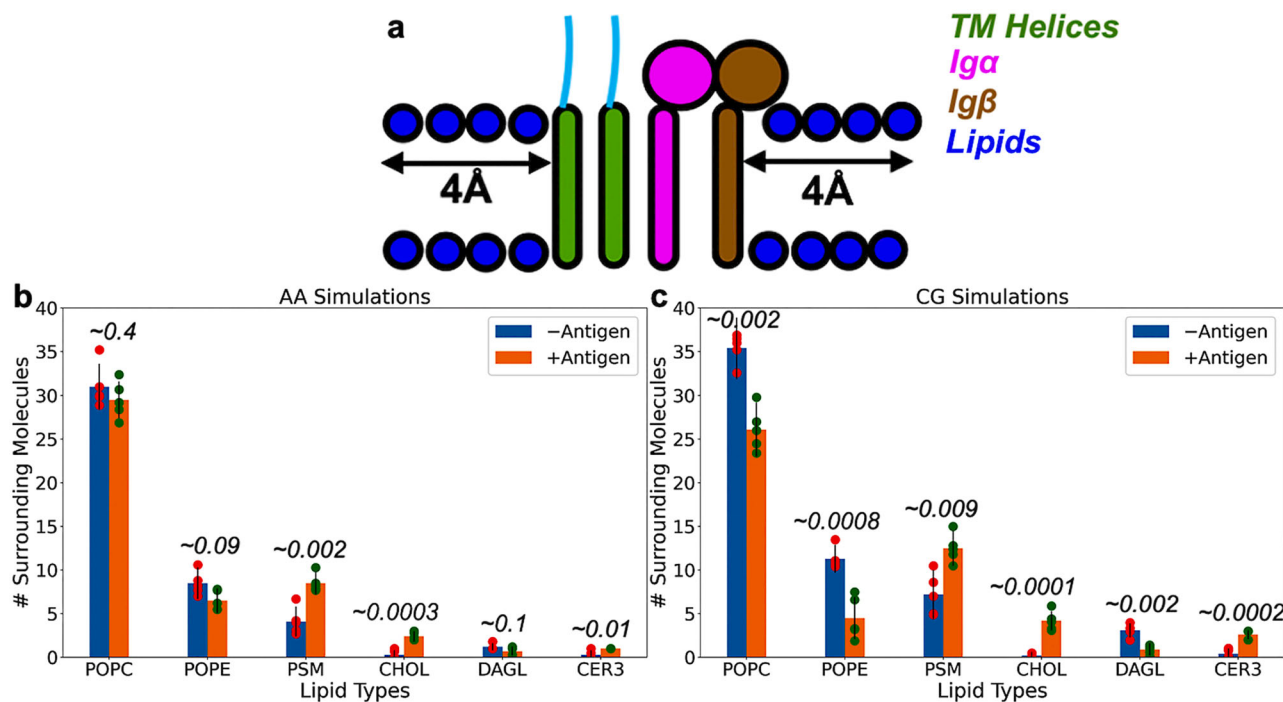 a
TM Helices
Igα
Igβ
Lipids
4Å
4Å
b
AA Simulations
40
35
30
25
20
15
10
5
0
# Surrounding Molecules
−Antigen
+Antigen
~0.4
~0.09
~0.002
~0.0003
~0.1
~0.01
POPC POPE PSM CHOL DAGL CER3
Lipid Types
c
CG Simulations
40
35
30
25
20
15
10
5
0
# Surrounding Molecules
−Antigen
+Antigen
~0.002
~0.0008
~0.009
~0.0001
~0.002
~0.0002
POPC POPE PSM CHOL DAGL CER3
Lipid Types